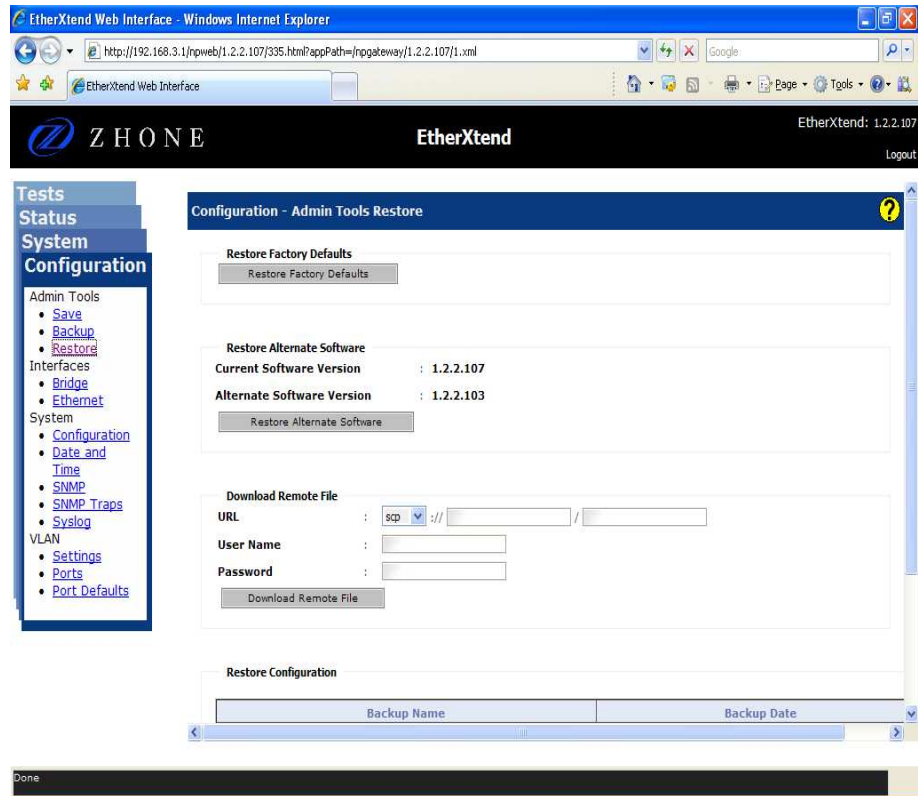 EtherXtend Web Interface - Windows Internet Explorer
http://192.168.3.1/npweb/1.2.2.107/335.html?appPath=/npgateway/1.2.2.107/1.xml
Google
EtherXtend Web Interface
Page
Tools
ZHONE
EtherXtend
EtherXtend: 1.2.2.107
Logout
Tests
Status
System
Configuration
Admin Tools
Save
Backup
Restore
Interfaces
Bridge
Ethernet
System
Configuration
Date and
Time
SNMP
SNMP Traps
Syslog
VLAN
Settings
Ports
Port Defaults
Configuration - Admin Tools Restore
?
Restore Factory Defaults
Restore Factory Defaults
Restore Alternate Software
Current Software Version : 1.2.2.107
Alternate Software Version : 1.2.2.103
Restore Alternate Software
Download Remote File
URL : scp :// /
User Name :
Password :
Download Remote File
Restore Configuration
Backup Name Backup Date
Done